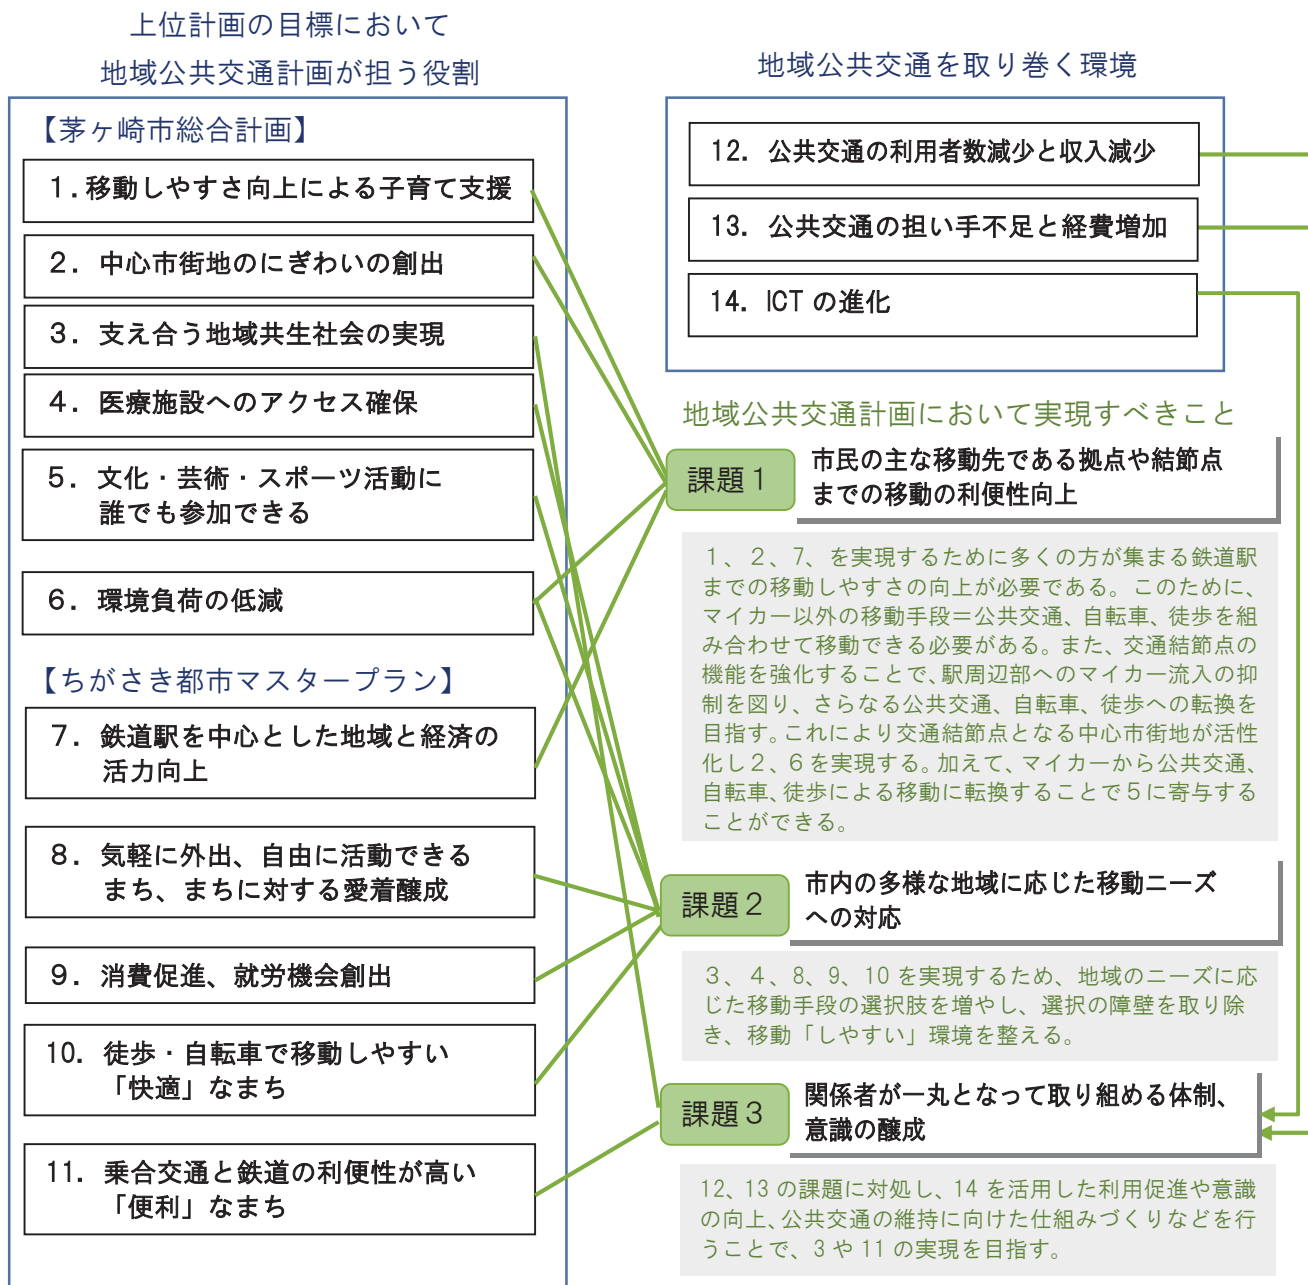 上位計画の目標において
地域公共交通計画が担う役割
【茅ヶ崎市総合計画】
1. 移動しやすさ向上による子育て支援
2. 中心市街地のにぎわいの創出
3. 支え合う地域共生社会の実現
4. 医療施設へのアクセス確保
5. 文化・芸術・スポーツ活動に
誰でも参加できる
6. 環境負荷の低減
【ちがさき都市マスタープラン】
7. 鉄道駅を中心とした地域と経済の
活力向上
8. 気軽に外出、自由に活動できる
まち、まちに対する愛着醸成
9. 消費促進、就労機会創出
10. 徒歩・自転車で移動しやすい
「快適」なまち
11. 乗合交通と鉄道の利便性が高い
「便利」なまち
地域公共交通を取り巻く環境
12. 公共交通の利用者数減少と収入減少
13. 公共交通の担い手不足と経費増加
14. ICT の進化
地域公共交通計画において実現すべきこと
課題1
市民の主な移動先である拠点や結節点
までの移動の利便性向上
1、2、7、を実現するために多くの方が集まる鉄道駅
までの移動しやすさの向上が必要である。このために、
マイカー以外の移動手段＝公共交通、自転車、徒歩を組
み合わせて移動できる必要がある。また、交通結節点の
機能を強化することで、駅周辺部へのマイカー流入の抑
制を図り、さらなる公共交通、自転車、徒歩への転換を
目指す。これにより交通結節点となる中心市街地が活性
化し2、6を実現する。加えて、マイカーから公共交通、
自転車、徒歩による移動に転換することで5に寄与する
ことができる。
課題2
市内の多様な地域に応じた移動ニーズ
への対応
3、4、8、9、10 を実現するため、地域のニーズに応
じた移動手段の選択肢を増やし、選択の障壁を取り除
き、移動「しやすい」環境を整える。
課題3
関係者が一丸となって取り組める体制、
意識の醸成
12、13 の課題に対処し、14 を活用した利用促進や意識
の向上、公共交通の維持に向けた仕組みづくりなどを行
うことで、3 や 11 の実現を目指す。